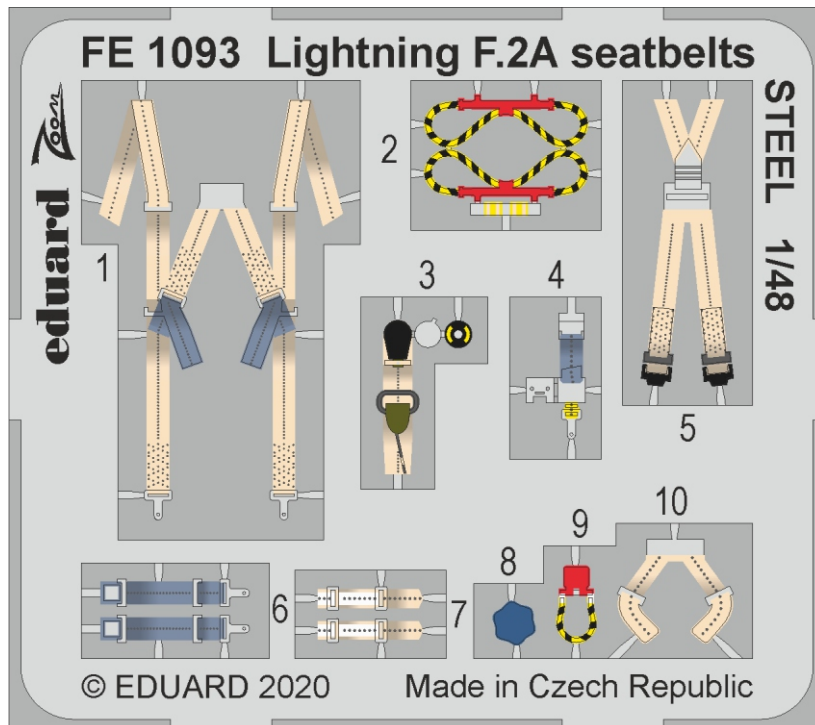 FE 1093 Lightning F.2A seatbelts
eduard Zoom
STEEL 1/48
1
2
3
4
5
6
7
8
9
10
© EDUARD 2020
Made in Czech Republic